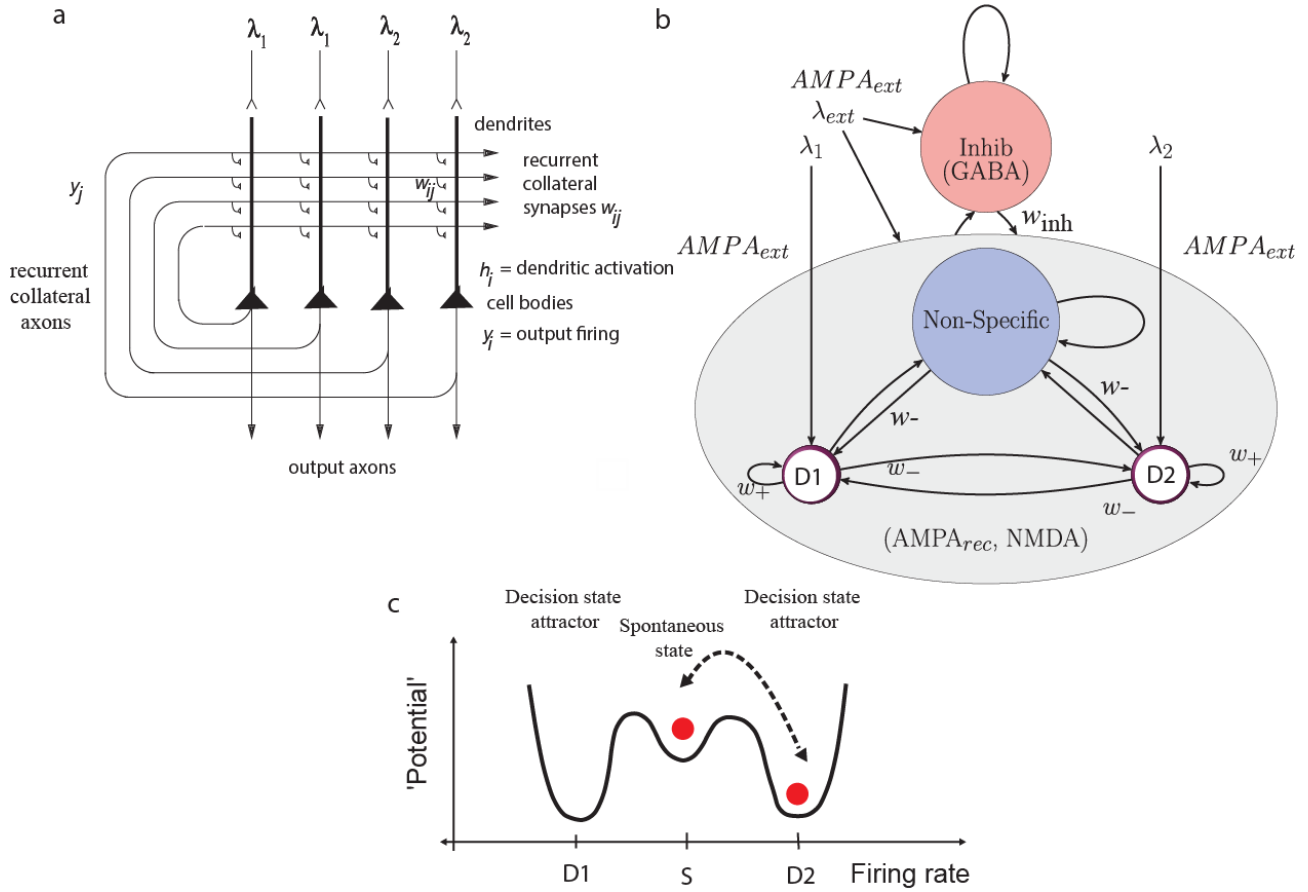 a
λ1
λ1
λ2
λ2
dendrites
recurrent
collateral
synapses wij
yj
wij
recurrent
collateral
axons
hi = dendritic activation
cell bodies
yi = output firing
output axons
b
AMPAext
λext
λ1
Inhib
(GABA)
λ2
winh
AMPAext
AMPAext
Non-Specific
w-
w-
D1
w+
w−
D2
w+
w−
(AMPArec, NMDA)
c
Decision state
attractor
Spontaneous
state
Decision state
attractor
'Potential'
D1
S
D2
Firing rate